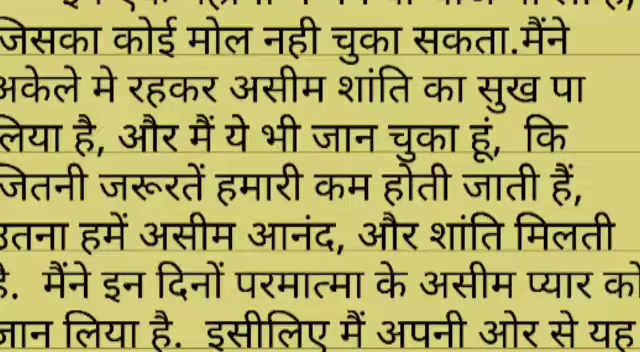 जिसका कोई मोल नही चुका सकता.मैंने
अकेले मे रहकर असीम शांति का सुख पा
लिया है, और मैं ये भी जान चुका हूं, कि
जितनी जरूरतें हमारी कम होती जाती हैं,
उतना हमें असीम आनंद, और शांति मिलती
है. मैंने इन दिनों परमात्मा के असीम प्यार को
जान लिया है. इसीलिए मैं अपनी ओर से यह